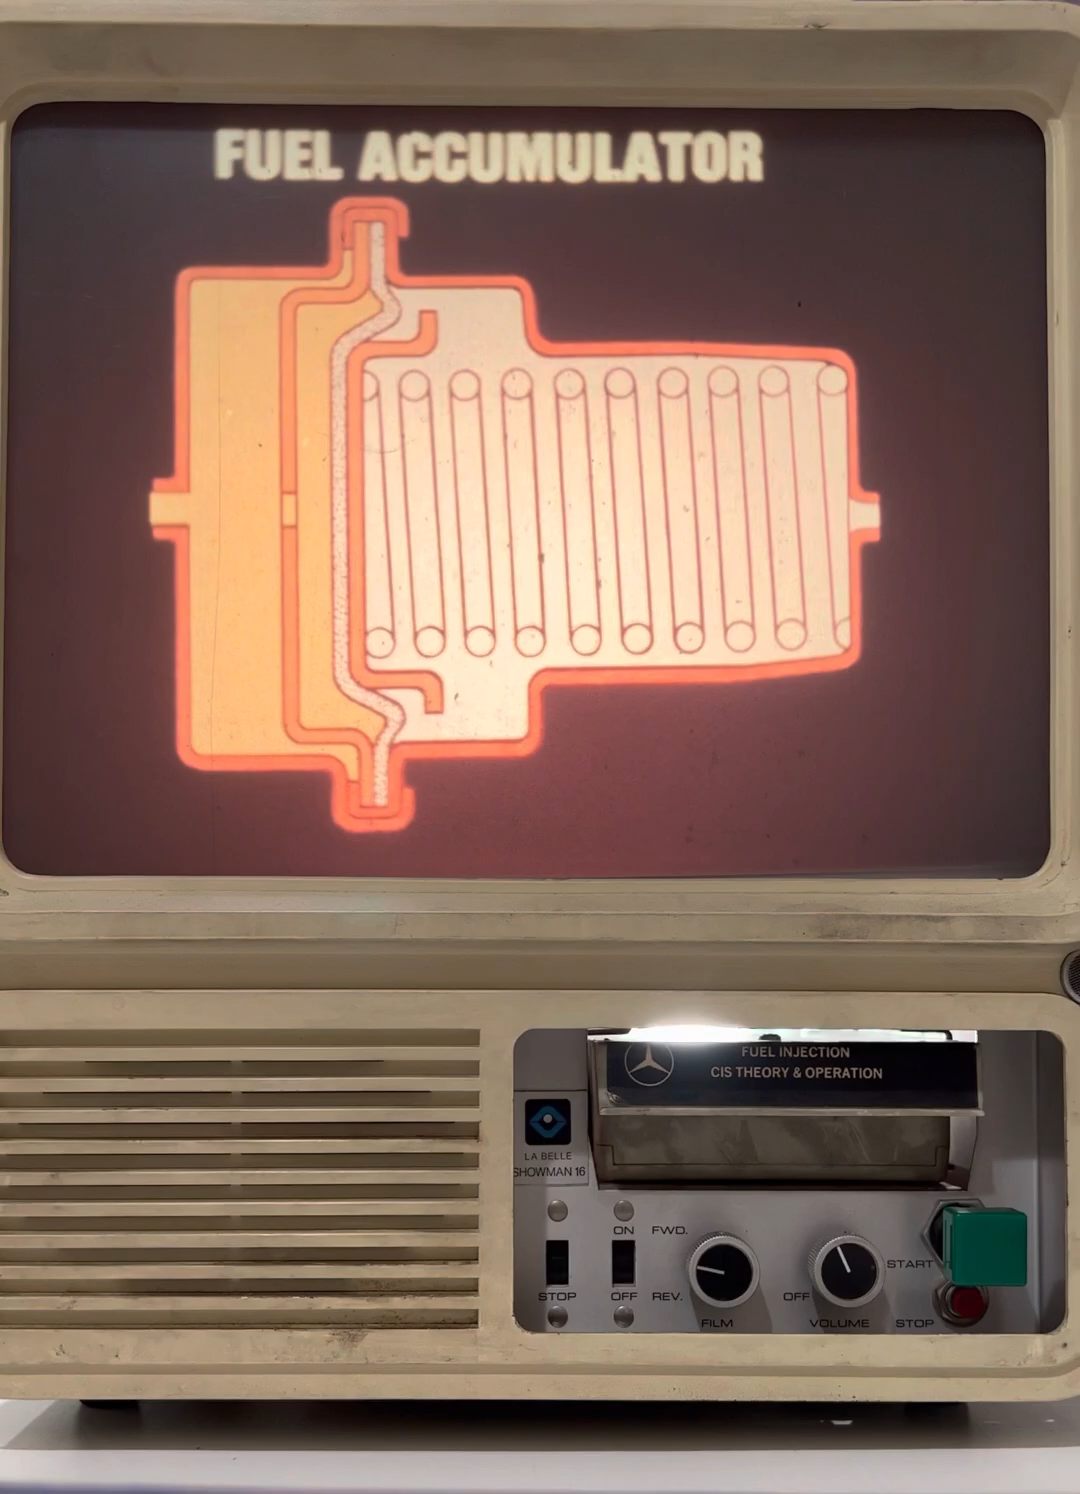 FUEL ACCUMULATOR
FUEL INJECTION
CIS THEORY & OPERATION
LA BELLE
SHOWMAN 16
ON
FWD.
START
STOP
OFF
REV.
OFF
FILM
VOLUME
STOP